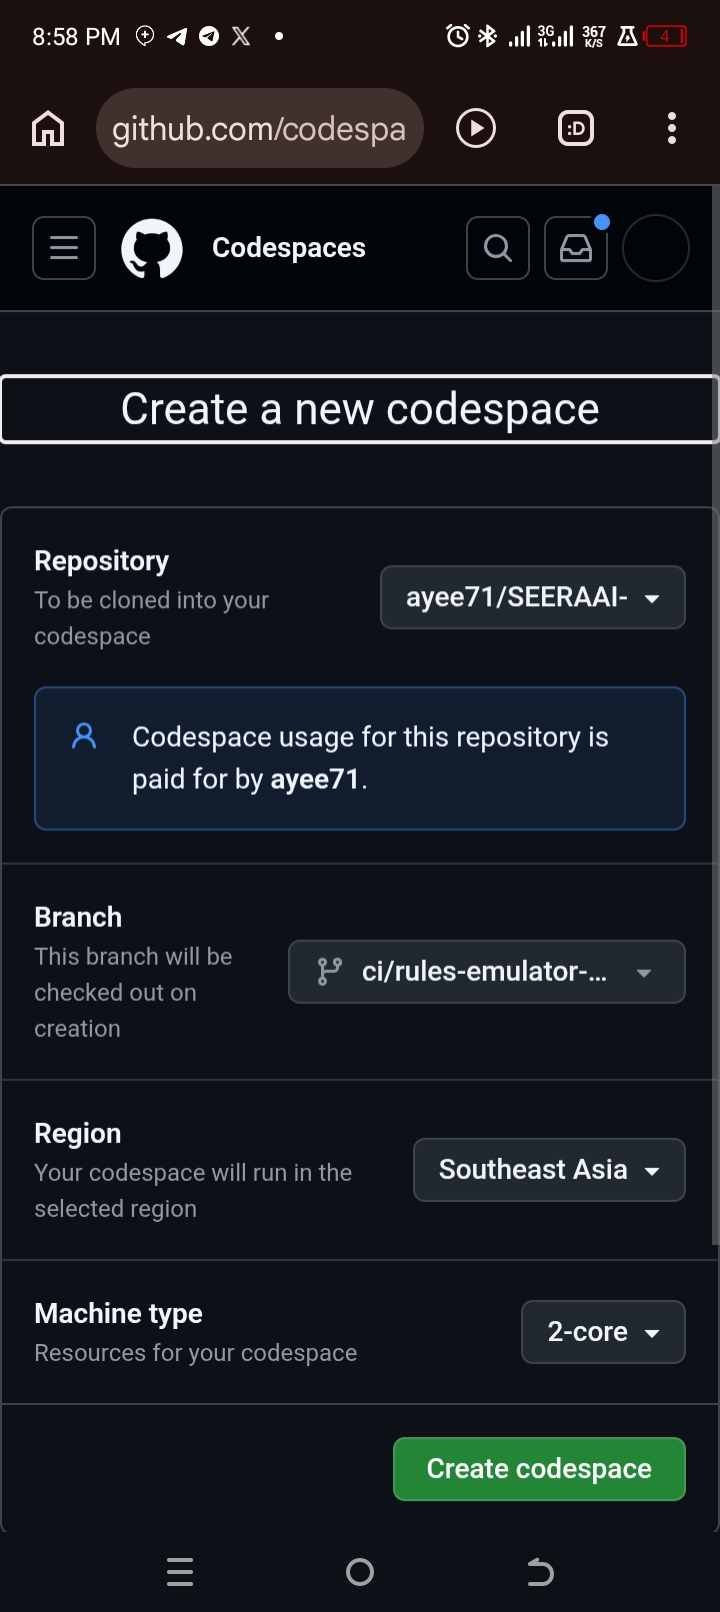 8:58 PM
3G
367
K/S
4
github.com/codespa
:D
Codespaces
Create a new codespace
Repository
To be cloned into your
codespace
ayee71/SEERAAI-
Codespace usage for this repository is
paid for by ayee71.
Branch
This branch will be
checked out on
creation
ci/rules-emulator-...
Region
Your codespace will run in the
selected region
Southeast Asia
Machine type
Resources for your codespace
2-core
Create codespace